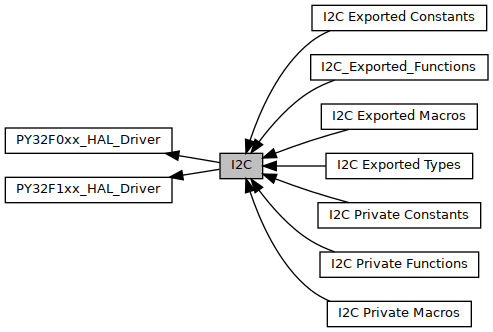 I2C Exported Constants
I2C_Exported_Functions
I2C Exported Macros
PY32F0xx_HAL_Driver
I2C
I2C Exported Types
PY32F1xx_HAL_Driver
I2C Private Constants
I2C Private Functions
I2C Private Macros